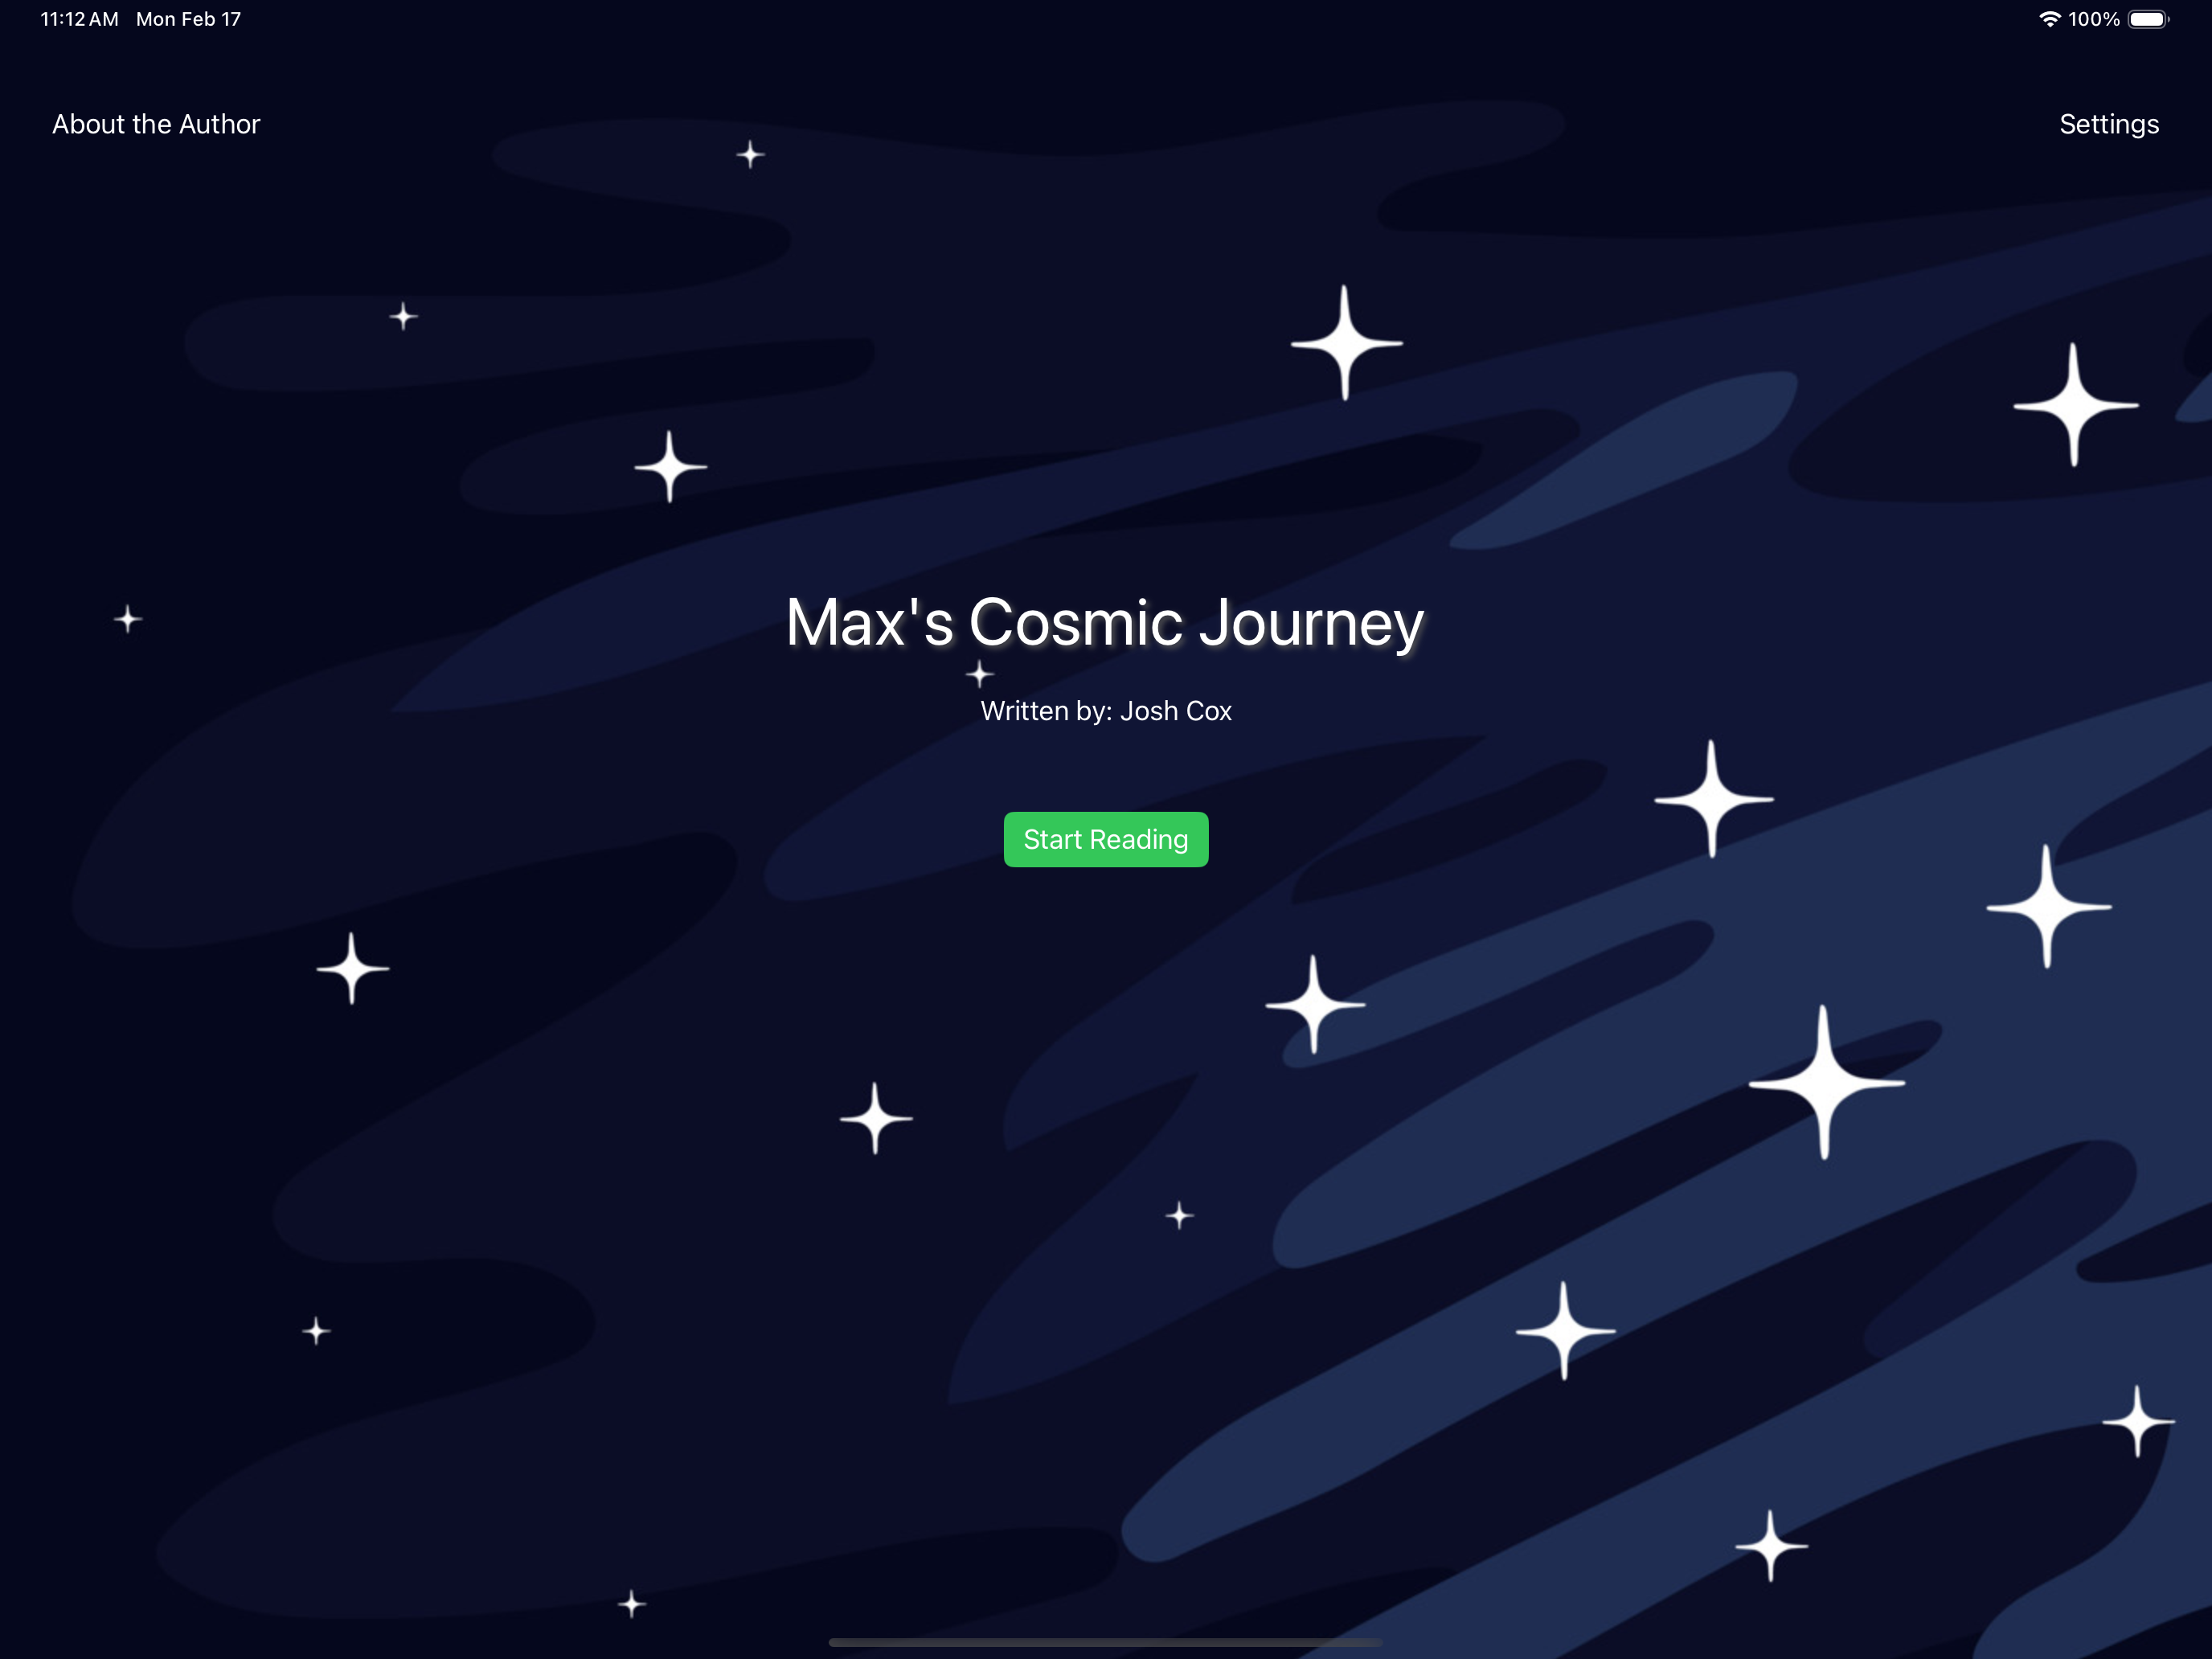 11:12 AM Mon Feb 17
100%
About the Author
Settings
Max's Cosmic Journey
Written by: Josh Cox
Start Reading